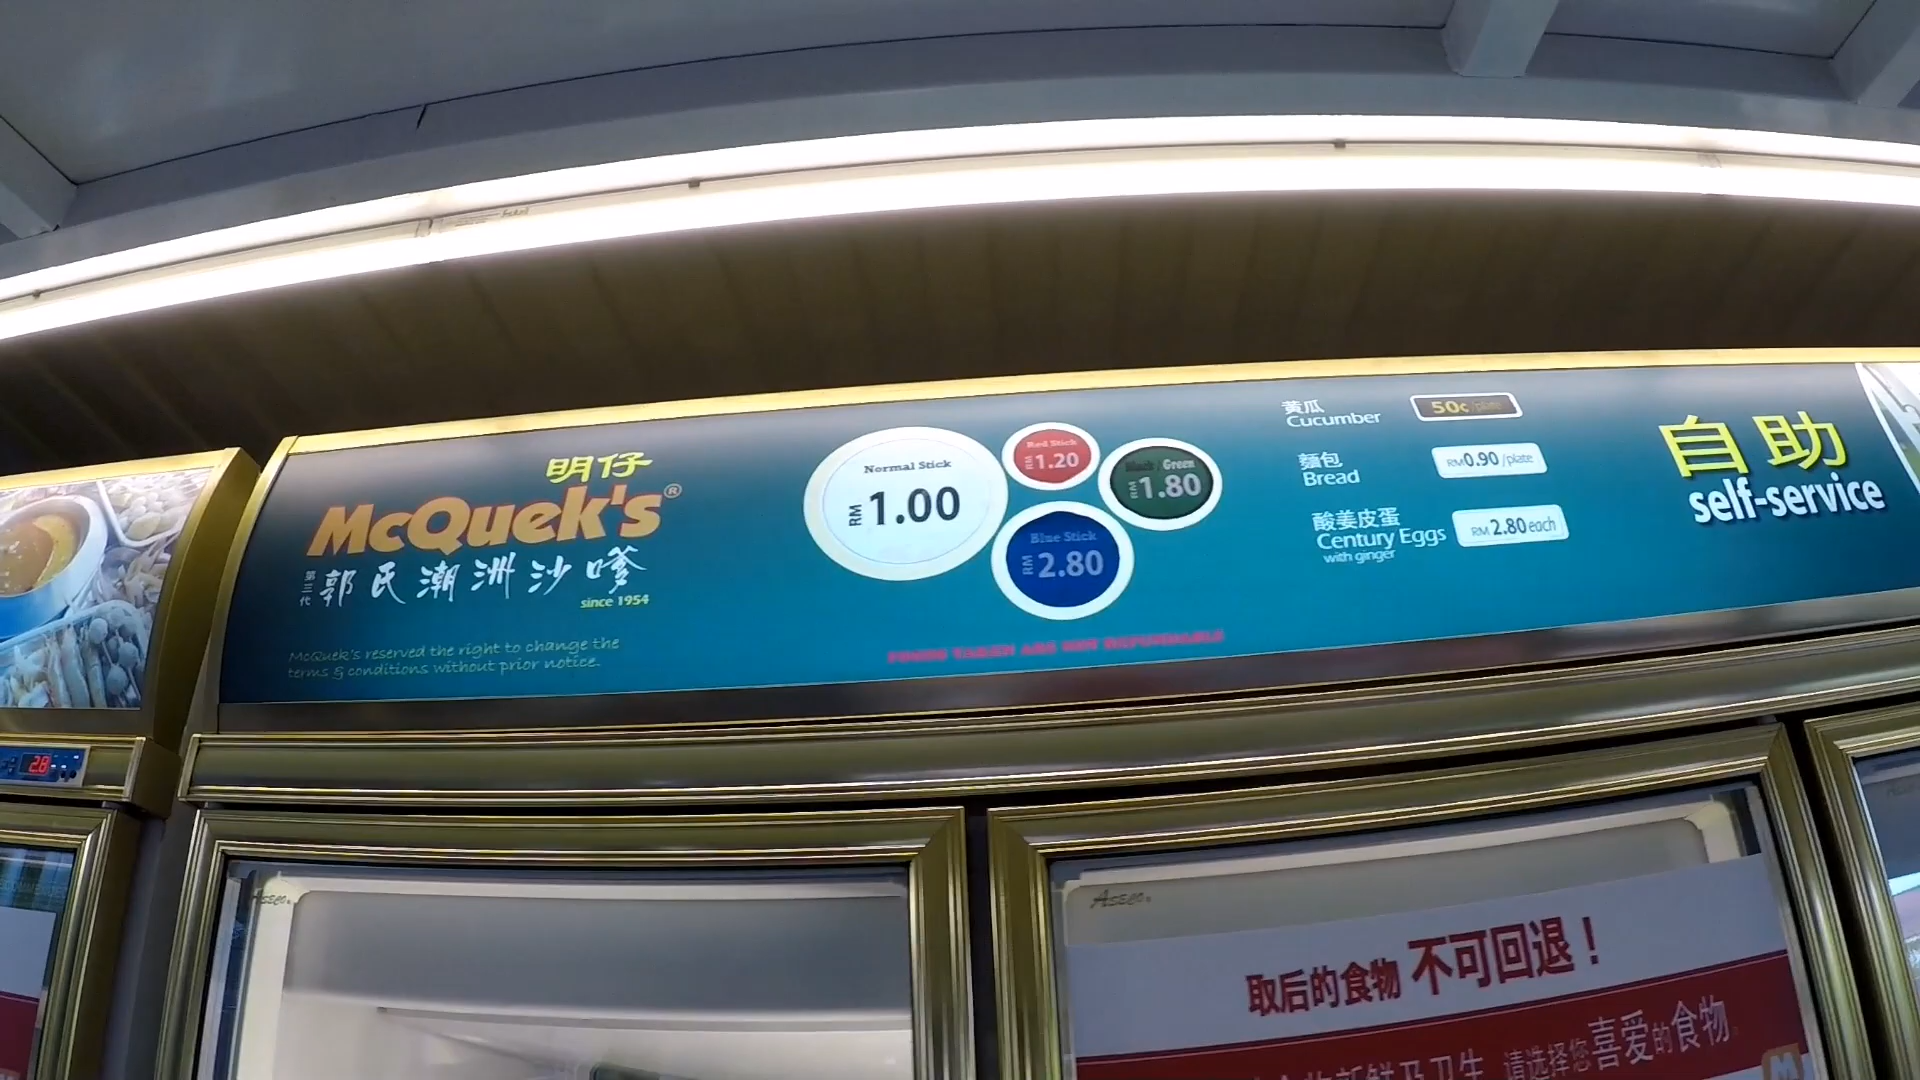 明仔
McQuek's®
第三代
郭氏潮洲沙嗲
since 1954
McQuek's reserved the right to change the
terms & conditions without prior notice.
Normal Stick
RM 1.00
Red Stick
RM 1.20
Black / Green
RM 1.80
Blue Stick
RM 2.80
黄瓜
Cucumber
50¢ /plate
麵包
Bread
RM0.90 /plate
酸姜皮蛋
Century Eggs
with ginger
RM 2.80 each
自助
self-service
2.8
Aseco
Aseco
取后的食物 不可回退！
请选择您喜爱的食物